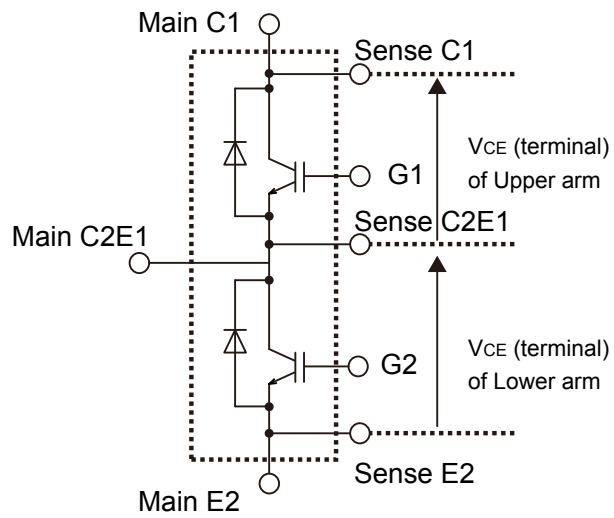 Main C1
Sense C1
VCE (terminal)
of Upper arm
G1
Sense C2E1
Main C2E1
VCE (terminal)
of Lower arm
G2
Sense E2
Main E2